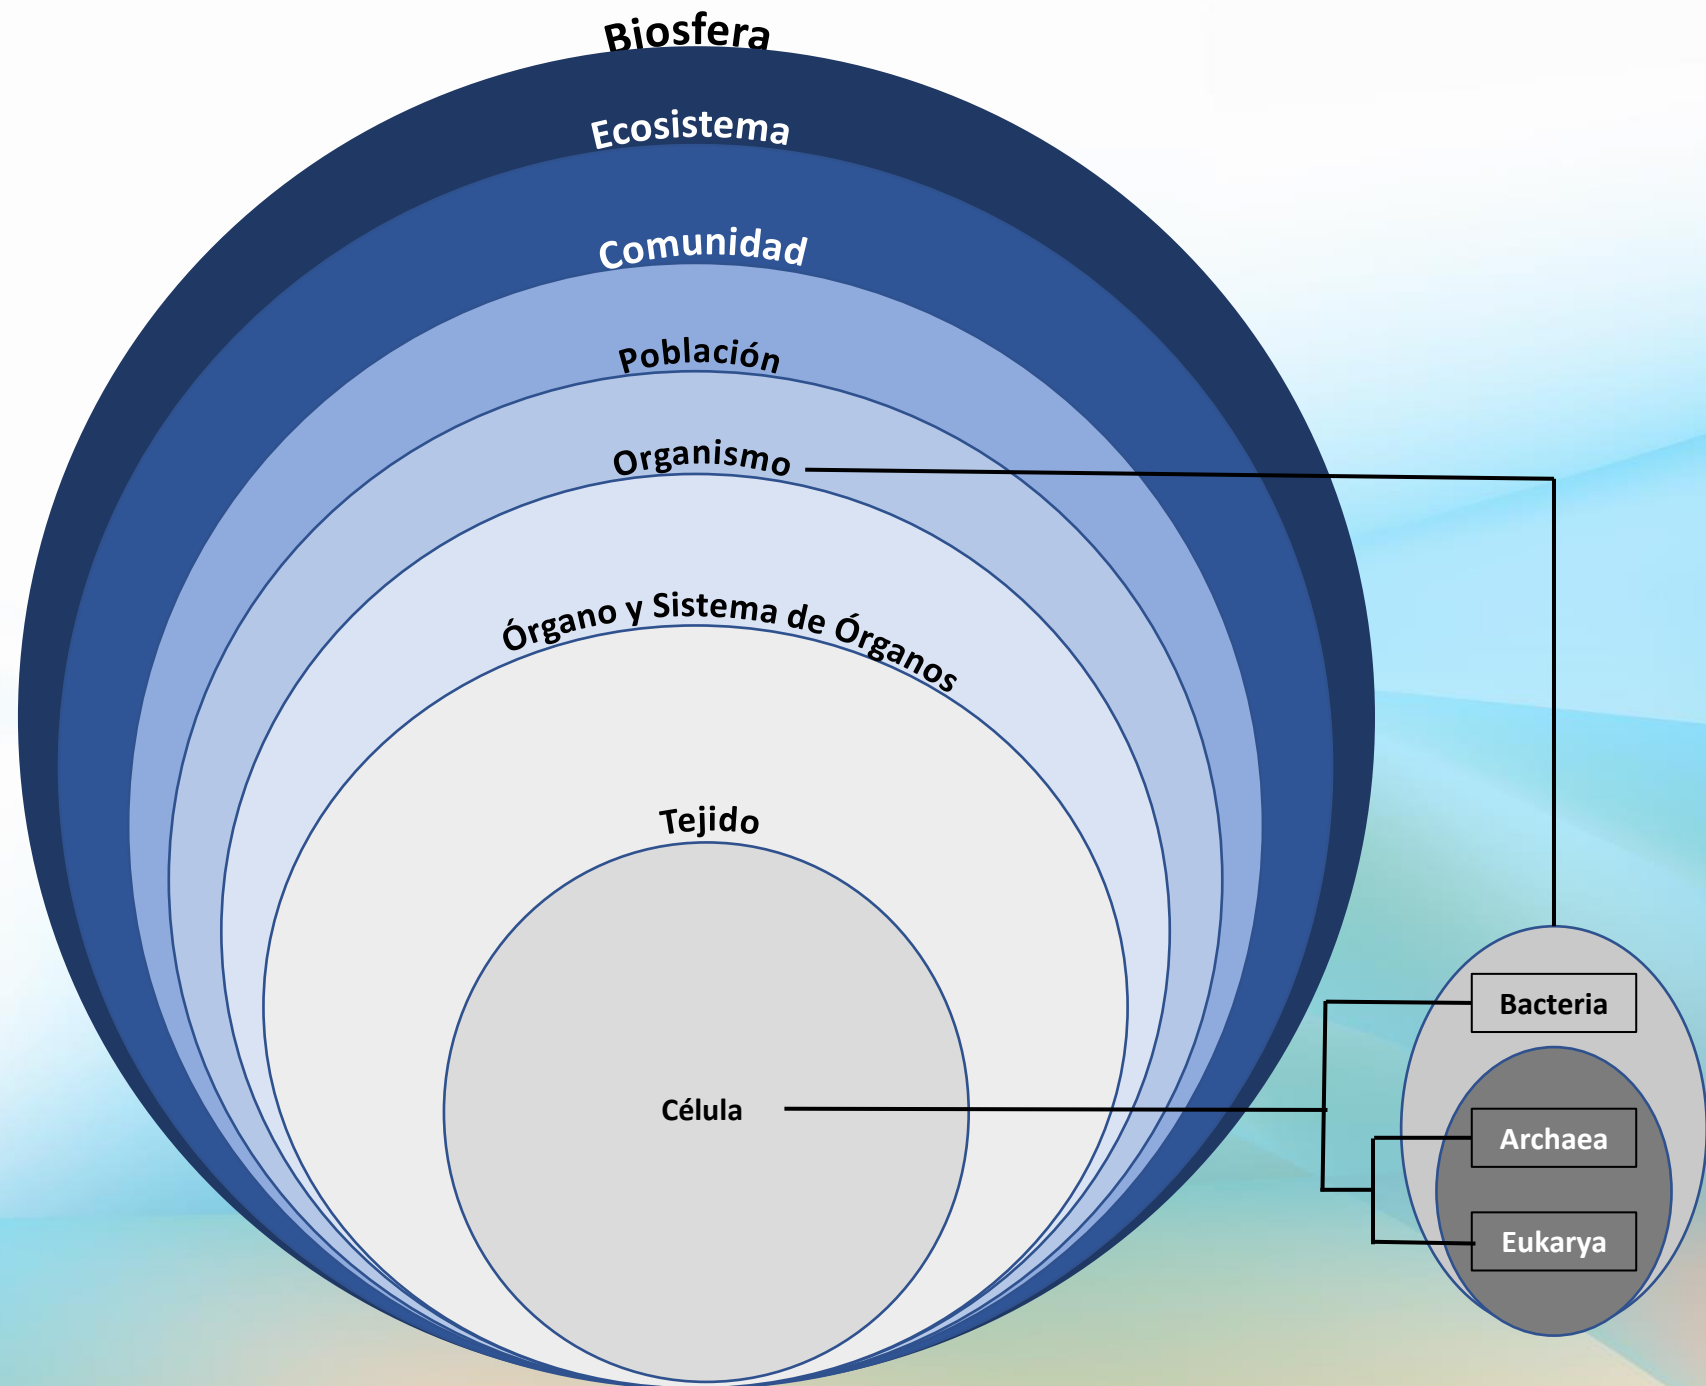 Biosfera
Ecosistema
Comunidad
Población
Organismo
Órgano y Sistema de Órganos
Tejido
Célula
Bacteria
Archaea
Eukarya